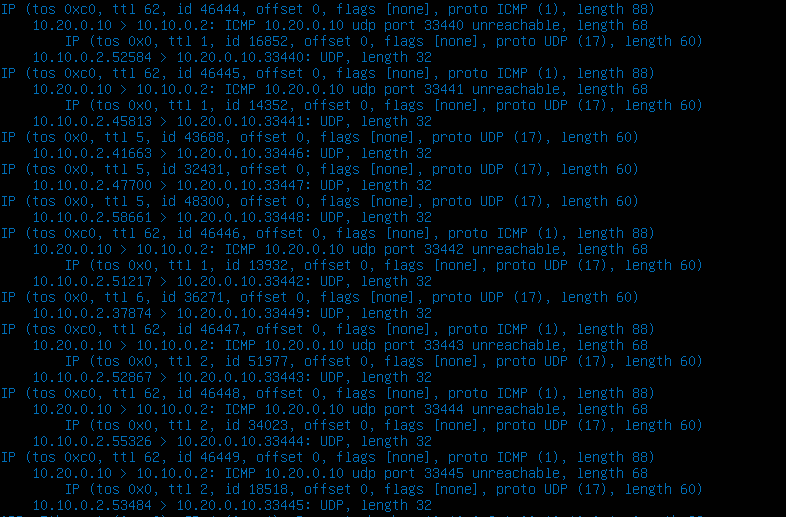 IP (tos 0xc0, ttl 62, id 46444, offset 0, flags [none], proto ICMP (1), length 88)
10.20.0.10 > 10.10.0.2: ICMP 10.20.0.10 udp port 33440 unreachable, length 68
IP (tos 0x0, ttl 1, id 16852, offset 0, flags [none], proto UDP (17), length 60)
10.10.0.2.52584 > 10.20.0.10.33440: UDP, length 32
IP (tos 0xc0, ttl 62, id 46445, offset 0, flags [none], proto ICMP (1), length 88)
10.20.0.10 > 10.10.0.2: ICMP 10.20.0.10 udp port 33441 unreachable, length 68
IP (tos 0x0, ttl 1, id 14352, offset 0, flags [none], proto UDP (17), length 60)
10.10.0.2.45813 > 10.20.0.10.33441: UDP, length 32
IP (tos 0x0, ttl 5, id 43688, offset 0, flags [none], proto UDP (17), length 60)
10.10.0.2.41663 > 10.20.0.10.33446: UDP, length 32
IP (tos 0x0, ttl 5, id 32431, offset 0, flags [none], proto UDP (17), length 60)
10.10.0.2.47700 > 10.20.0.10.33447: UDP, length 32
IP (tos 0x0, ttl 5, id 48300, offset 0, flags [none], proto UDP (17), length 60)
10.10.0.2.58661 > 10.20.0.10.33448: UDP, length 32
IP (tos 0xc0, ttl 62, id 46446, offset 0, flags [none], proto ICMP (1), length 88)
10.20.0.10 > 10.10.0.2: ICMP 10.20.0.10 udp port 33442 unreachable, length 68
IP (tos 0x0, ttl 1, id 13932, offset 0, flags [none], proto UDP (17), length 60)
10.10.0.2.51217 > 10.20.0.10.33442: UDP, length 32
IP (tos 0x0, ttl 6, id 36271, offset 0, flags [none], proto UDP (17), length 60)
10.10.0.2.37874 > 10.20.0.10.33449: UDP, length 32
IP (tos 0xc0, ttl 62, id 46447, offset 0, flags [none], proto ICMP (1), length 88)
10.20.0.10 > 10.10.0.2: ICMP 10.20.0.10 udp port 33443 unreachable, length 68
IP (tos 0x0, ttl 2, id 51977, offset 0, flags [none], proto UDP (17), length 60)
10.10.0.2.52867 > 10.20.0.10.33443: UDP, length 32
IP (tos 0xc0, ttl 62, id 46448, offset 0, flags [none], proto ICMP (1), length 88)
10.20.0.10 > 10.10.0.2: ICMP 10.20.0.10 udp port 33444 unreachable, length 68
IP (tos 0x0, ttl 2, id 34023, offset 0, flags [none], proto UDP (17), length 60)
10.10.0.2.55326 > 10.20.0.10.33444: UDP, length 32
IP (tos 0xc0, ttl 62, id 46449, offset 0, flags [none], proto ICMP (1), length 88)
10.20.0.10 > 10.10.0.2: ICMP 10.20.0.10 udp port 33445 unreachable, length 68
IP (tos 0x0, ttl 2, id 18518, offset 0, flags [none], proto UDP (17), length 60)
10.10.0.2.53484 > 10.20.0.10.33445: UDP, length 32